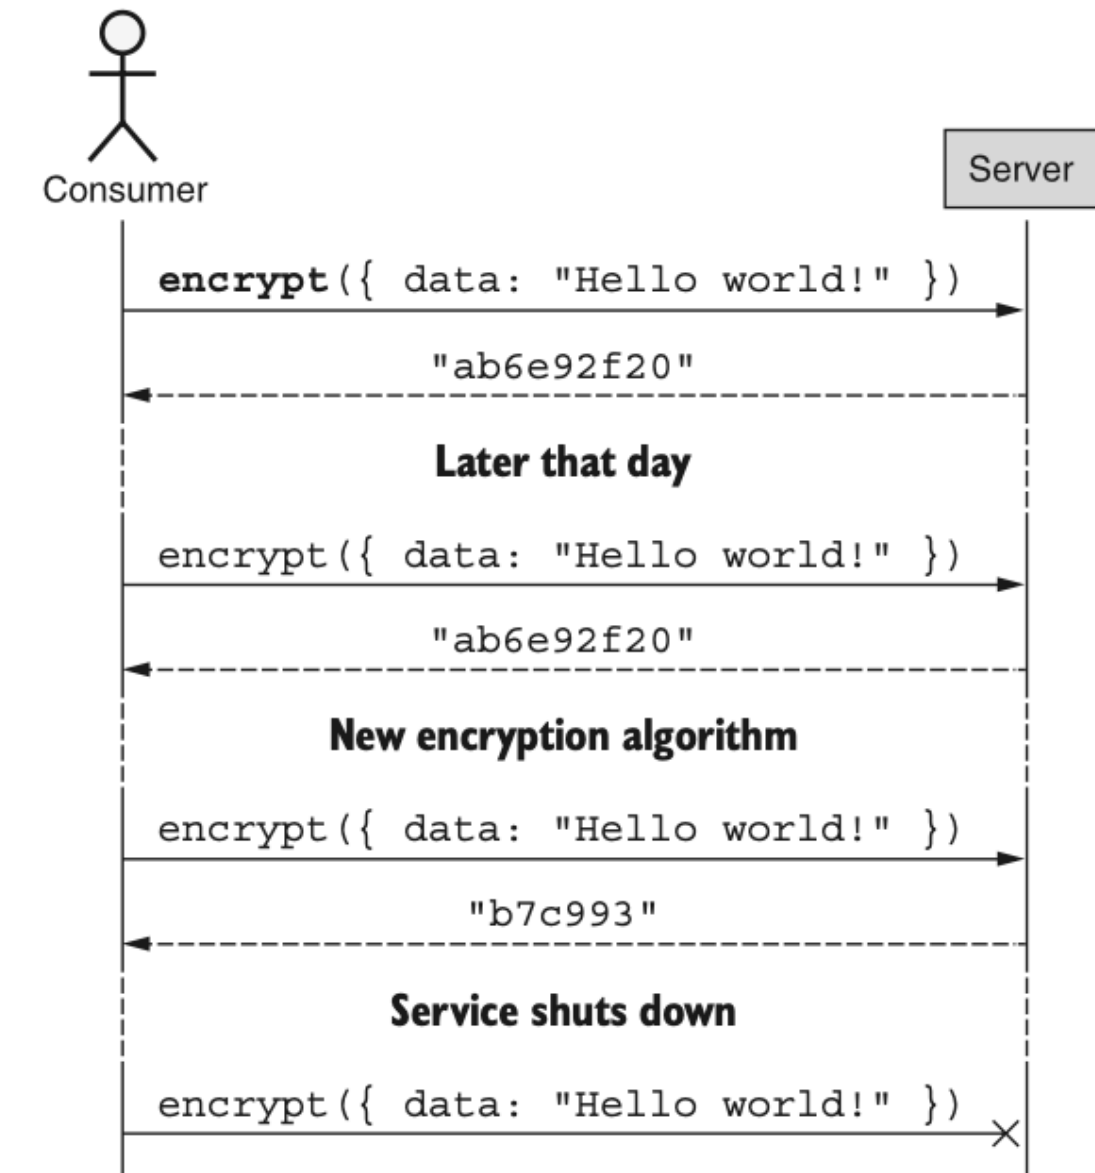 Consumer
Server
encrypt({ data: "Hello world!" })
"ab6e92f20"
Later that day
encrypt({ data: "Hello world!" })
"ab6e92f20"
New encryption algorithm
encrypt({ data: "Hello world!" })
"b7c993"
Service shuts down
encrypt({ data: "Hello world!" })